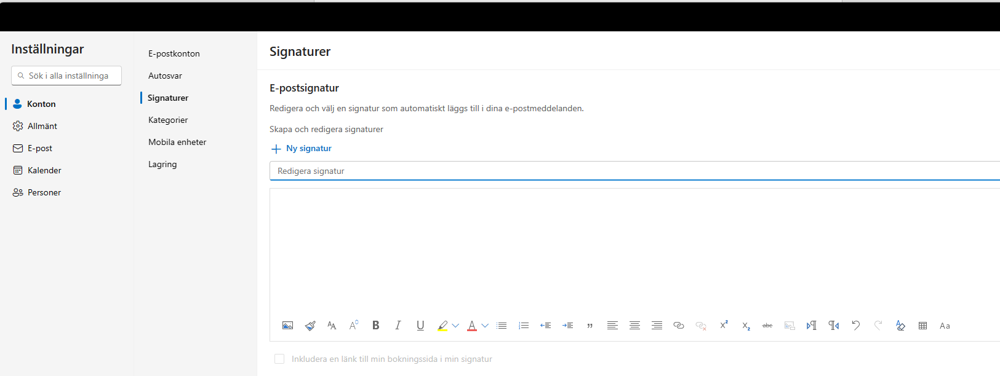 Inställningar
Sök i alla inställninga
Konton
Allmänt
E-post
Kalender
Personer
E-postkonton
Autosvar
Signaturer
Kategorier
Mobila enheter
Lagring
Signaturer
E-postsignatur
Redigera och välj en signatur som automatiskt läggs till i dina e-postmeddelanden.
Skapa och redigera signaturer
Ny signatur
Redigera signatur
Inkludera en länk till min bokningssida i min signatur